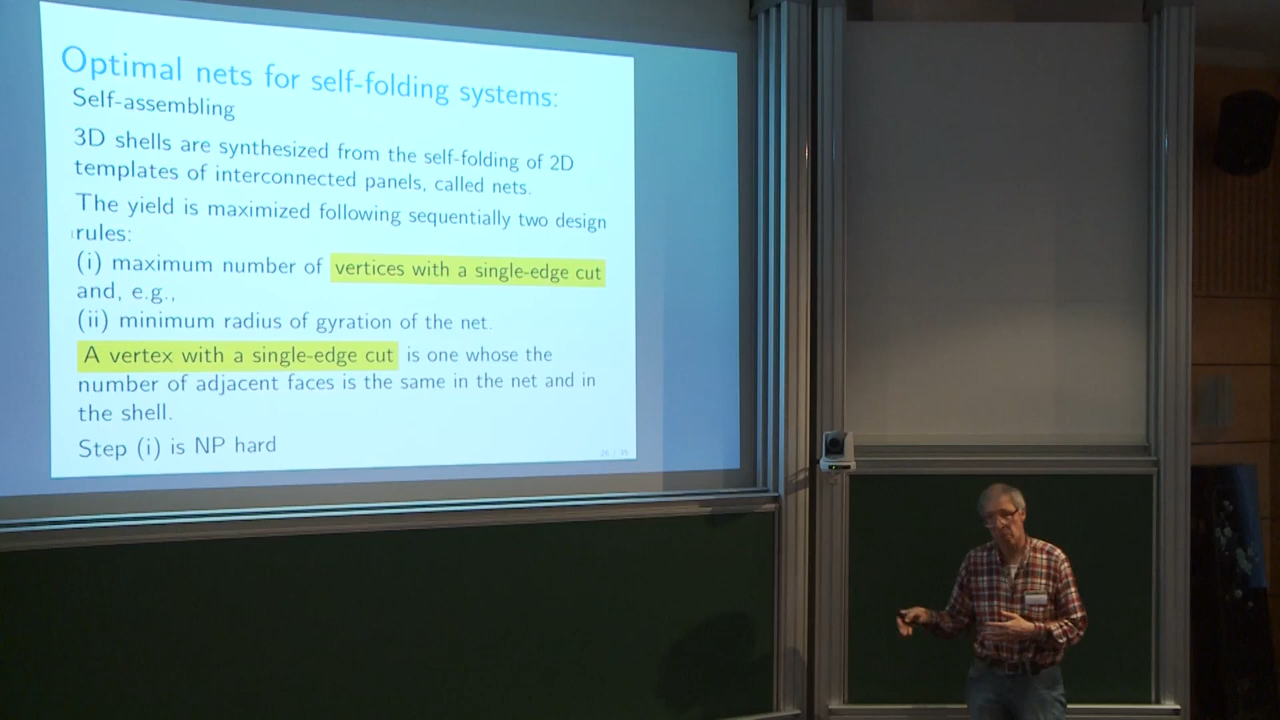 Optimal nets for self-folding systems:
Self-assembling
3D shells are synthesized from the self-folding of 2D
templates of interconnected panels, called nets.
The yield is maximized following sequentially two design
rules:
(i) maximum number of vertices with a single-edge cut
and, e.g.,
(ii) minimum radius of gyration of the net.
A vertex with a single-edge cut is one whose the
number of adjacent faces is the same in the net and in
the shell.
Step (i) is NP hard